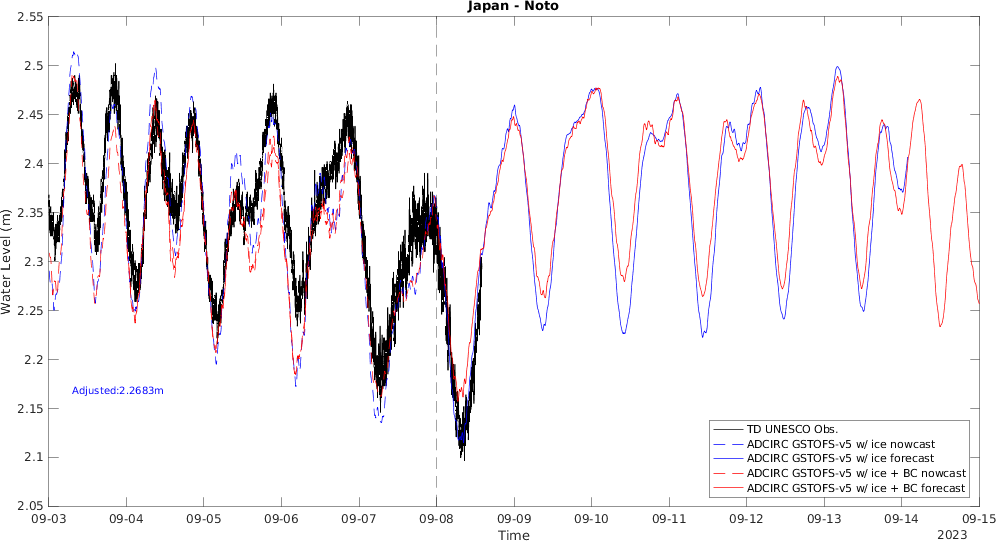 Japan - Noto
2.55
2.5
2.45
2.4
2.35
2.3
2.25
2.2
2.15
2.1
2.05
Water Level (m)
Adjusted:2.2683m
TD UNESCO Obs.
ADCIRC GSTOFS-v5 w/ ice nowcast
ADCIRC GSTOFS-v5 w/ ice forecast
ADCIRC GSTOFS-v5 w/ ice + BC nowcast
ADCIRC GSTOFS-v5 w/ ice + BC forecast
09-03 09-04 09-05 09-06 09-07 09-08 09-09 09-10 09-11 09-12 09-13 09-14 09-15
Time
2023